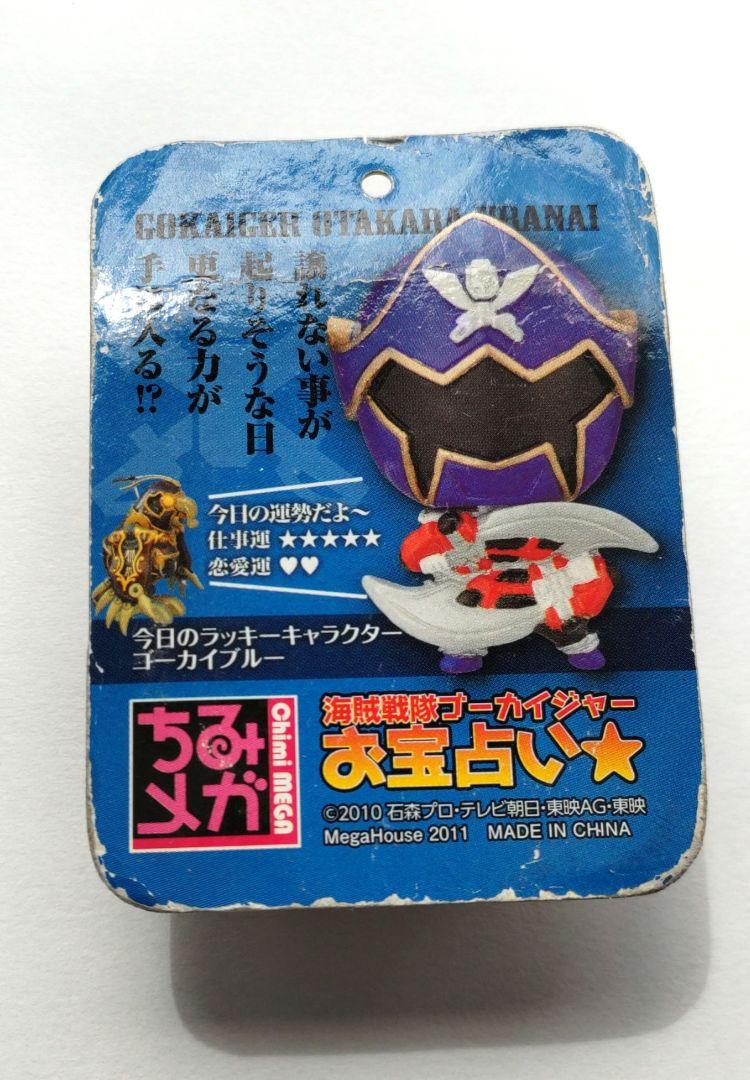 GOKAIGER OTAKARA URANAI
譲れない事が
起りそうな日
更なる力が
手に入る!?
今日の運勢だよ〜
仕事運 ★★★★★
恋愛運 ♥♥
今日のラッキーキャラクター
ゴーカイブルー
ちみメガ
Chimi MEGA
海賊戦隊ゴーカイジャー
お宝占い★
©2010 石森プロ・テレビ朝日・東映AG・東映
MegaHouse 2011 MADE IN CHINA